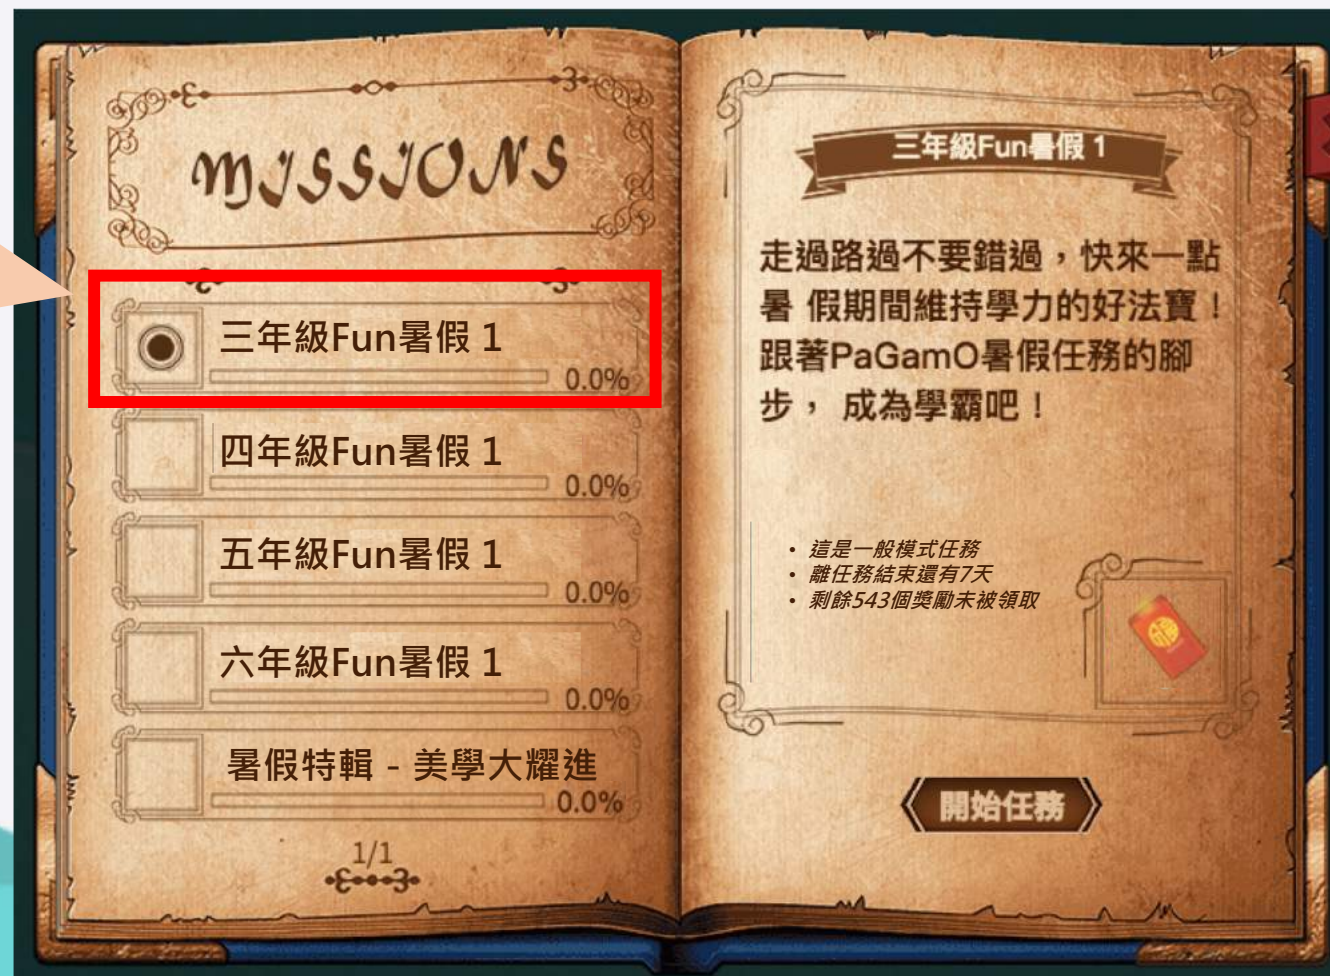 MISSIONS
三年級Fun暑假 1
0.0%
四年級Fun暑假 1
0.0%
五年級Fun暑假 1
0.0%
六年級Fun暑假 1
0.0%
暑假特輯 - 美學大耀進
0.0%
1/1
三年級Fun暑假 1
走過路過不要錯過，快來一點
暑 假期間維持學力的好法寶！
跟著PaGamO暑假任務的腳
步， 成為學霸吧！
• 這是一般模式任務
• 離任務結束還有7天
• 剩餘543個獎勵未被領取
福
開始任務